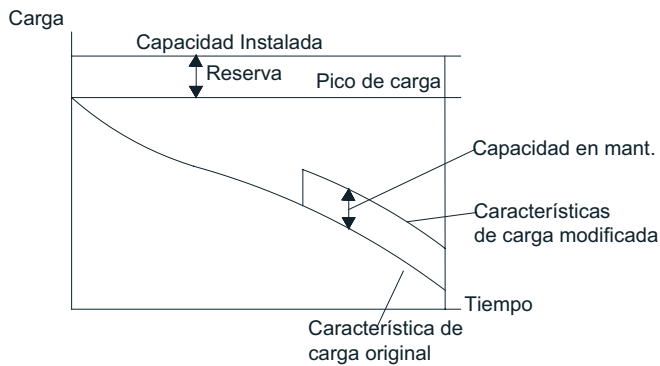 Carga
Capacidad Instalada
Reserva
Pico de carga
Capacidad en mant.
Características
de carga modificada
Tiempo
Característica de
carga original